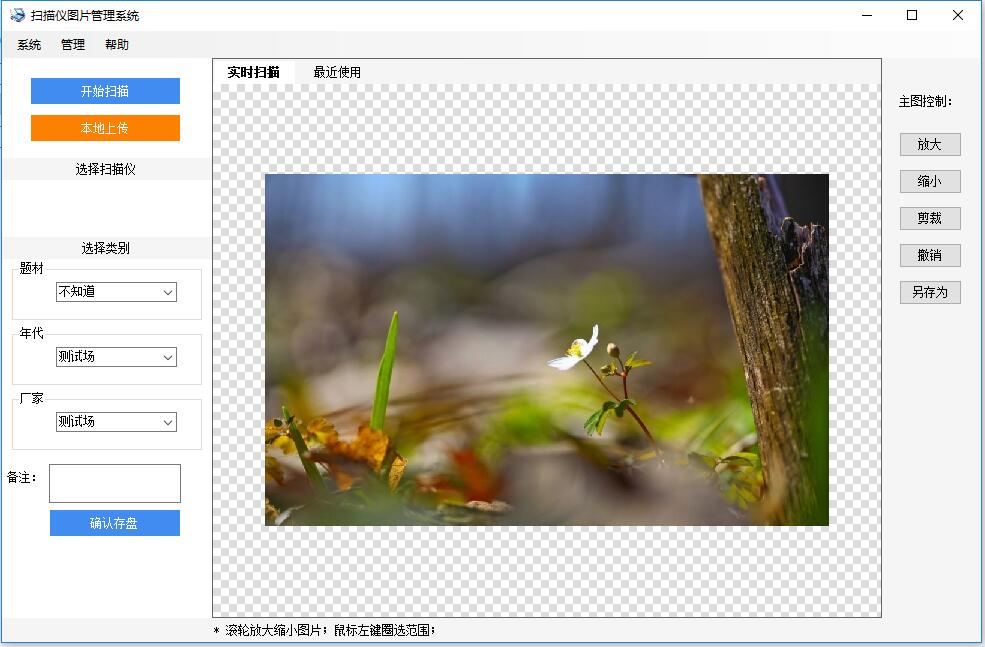 扫描仪图片管理系统
系统 管理 帮助
开始扫描
本地上传
选择扫描仪
选择类别
题材
不知道
年代
测试场
厂家
测试场
备注：
确认存盘
实时扫描 最近使用
* 滚轮放大缩小图片；鼠标左键圈选范围；
主图控制：
放大
缩小
剪裁
撤销
另存为